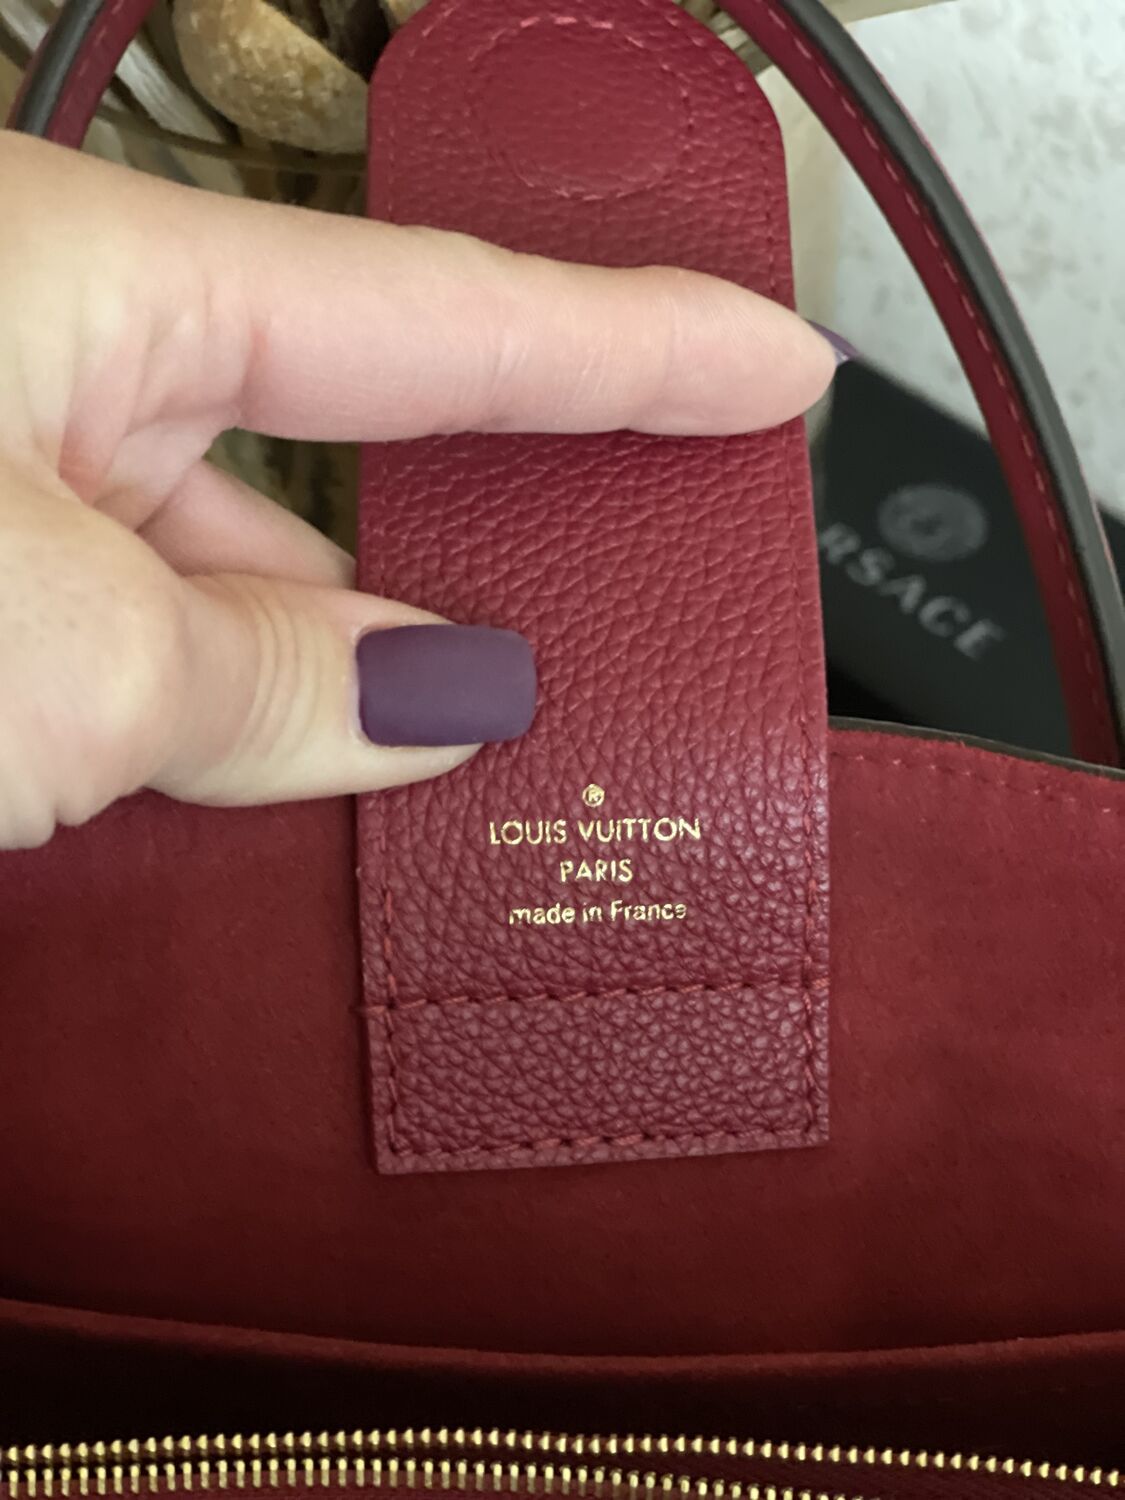 ®
LOUIS VUITTON
PARIS
made in France
RSACE